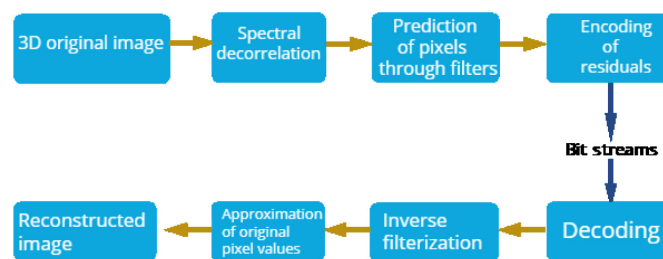 3D original image
Spectral
decorrelation
Prediction
of pixels
through filters
Encoding
of
residuals
Bit streams
Reconstructed
image
Approximation
of original
pixel values
Inverse
filterization
Decoding